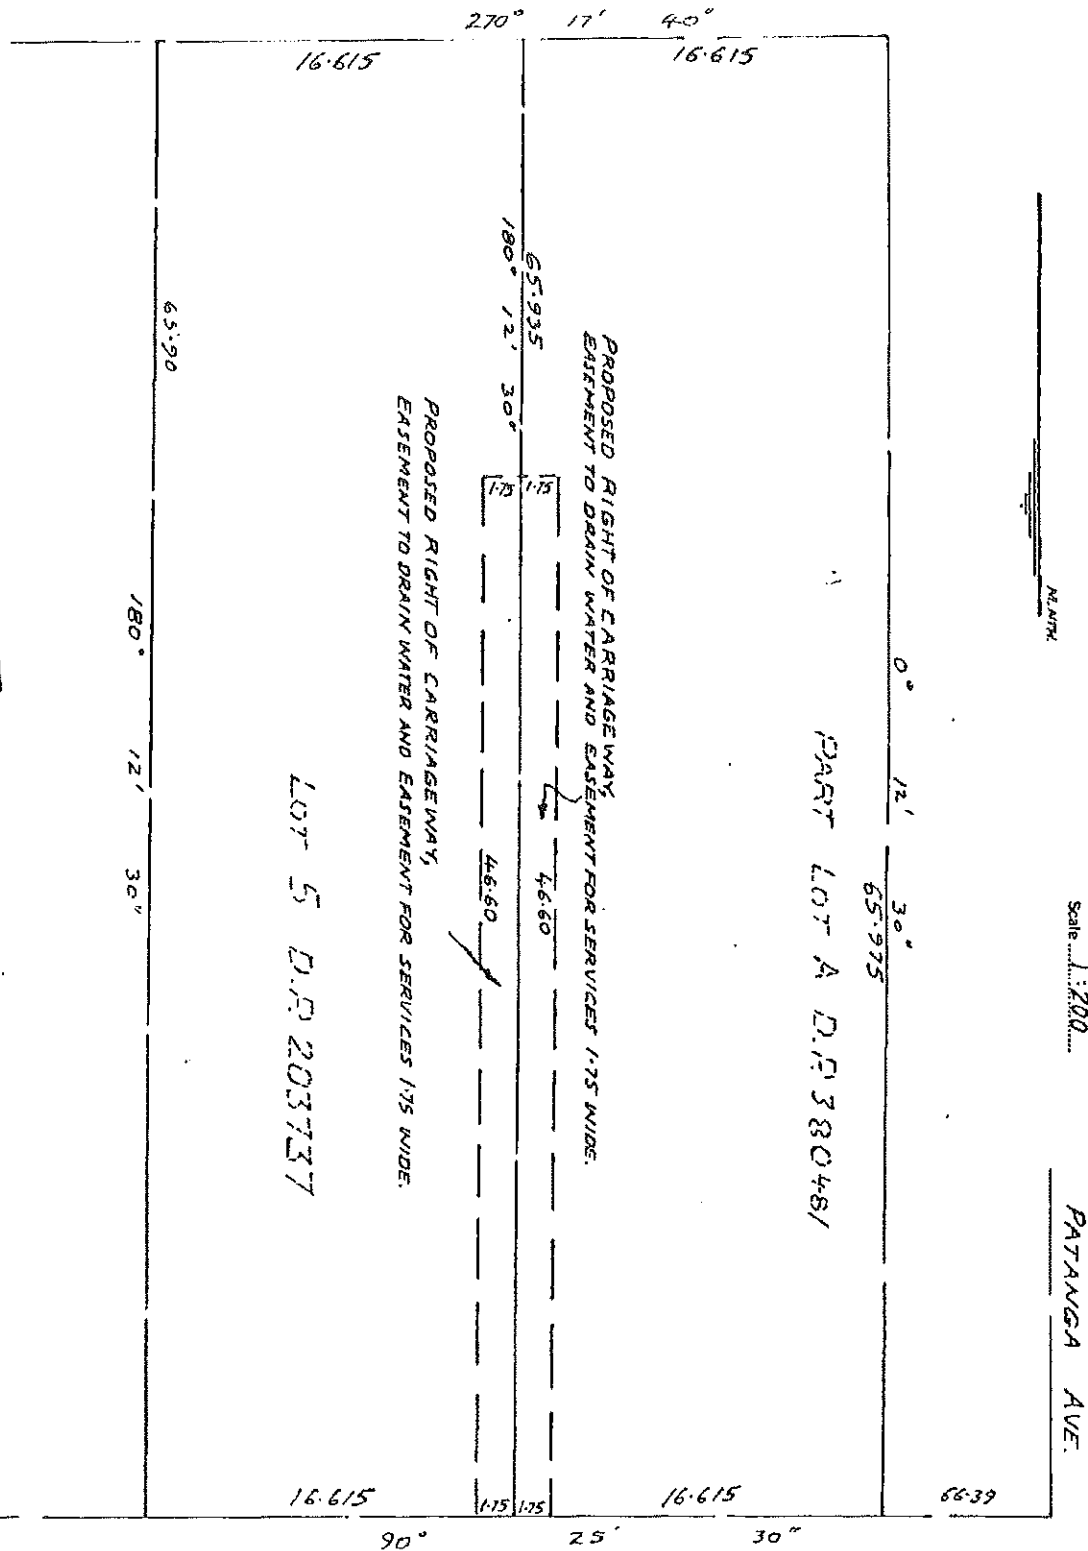 270° 17' 40"
16.615
16.615
M.NTH.
Scale 1:200
PATANGA AVE.
65.90
180° 12' 30"
65.935
180° 12' 30"
PROPOSED RIGHT OF CARRIAGEWAY,
EASEMENT TO DRAIN WATER AND EASEMENT FOR SERVICES 1.75 WIDE.
PROPOSED RIGHT OF CARRIAGEWAY,
EASEMENT TO DRAIN WATER AND EASEMENT FOR SERVICES 1.75 WIDE.
1.75 1.75
46.60
46.60
0° 12' 30"
65.975
PART LOT A D.P. 380481
LOT 5 D.P. 203737
16.615
1.75 1.75
16.615
66.39
90° 25' 30"